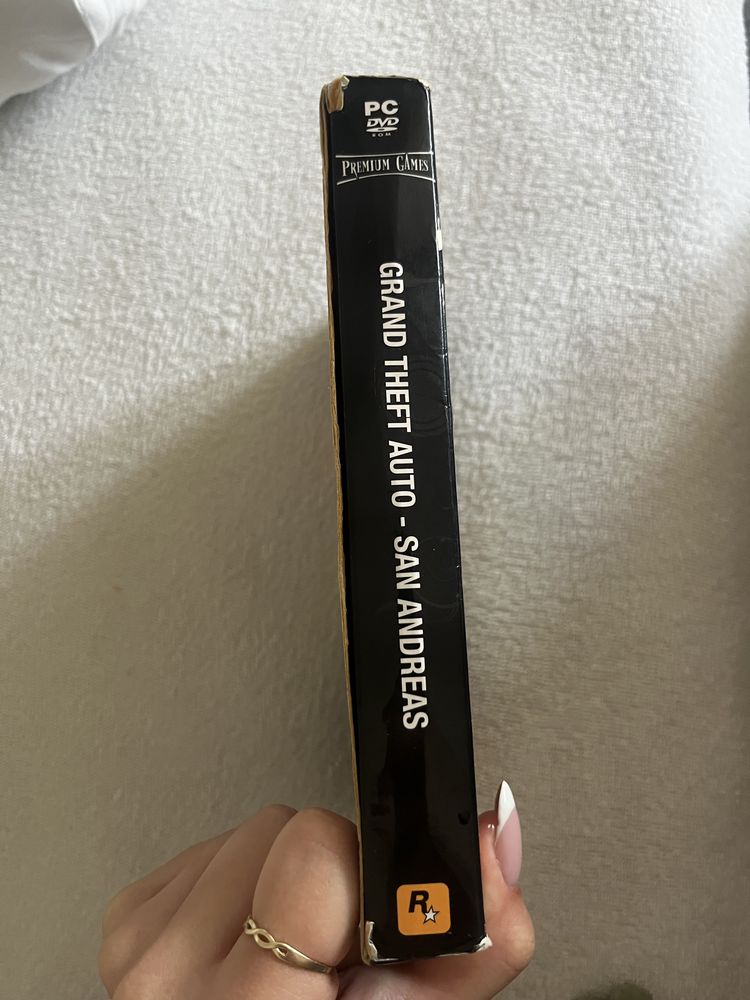 PC
DVD
ROM
PREMIUM GAMES
GRAND THEFT AUTO - SAN ANDREAS
R